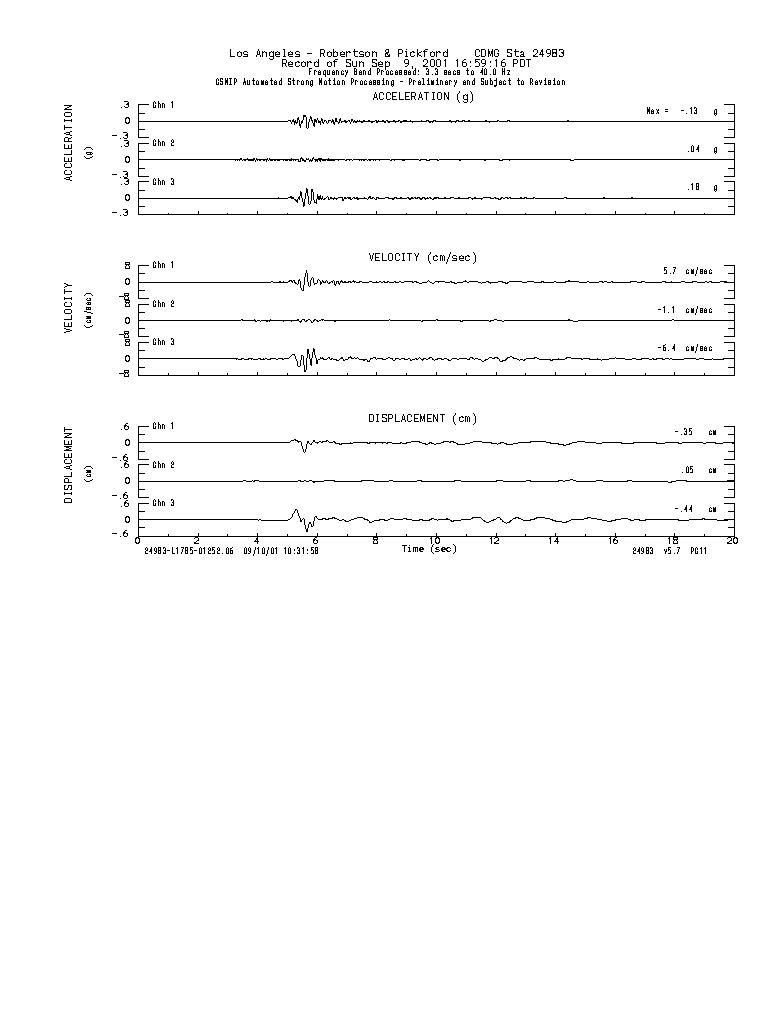 Los Angeles - Robertson & Pickford CDMG Sta 24983
Record of Sun Sep 9, 2001 16:59:16 PDT
Frequency Band Processed: 3.3 secs to 40.0 Hz
CSMIP Automated Strong Motion Processing - Preliminary and Subject to Revision
ACCELERATION (g)
ACCELERATION
(g)
.3 Chn 1 Max = -.13 g
0
-.3
.3 Chn 2 .04 g
0
-.3
.3 Chn 3 .18 g
0
-.3
VELOCITY (cm/sec)
VELOCITY
(cm/sec)
8 Chn 1 5.7 cm/sec
0
-8
8 Chn 2 -1.1 cm/sec
0
-8
8 Chn 3 -6.4 cm/sec
0
-8
DISPLACEMENT (cm)
DISPLACEMENT
(cm)
.6 Chn 1 -.35 cm
0
-.6
.6 Chn 2 .05 cm
0
-.6
.6 Chn 3 -.44 cm
0
-.6
0 2 4 6 8 10 12 14 16 18 20
Time (sec)
24983-L1785-01252.06 09/10/01 10:31:58 24983 v5.7 PC11